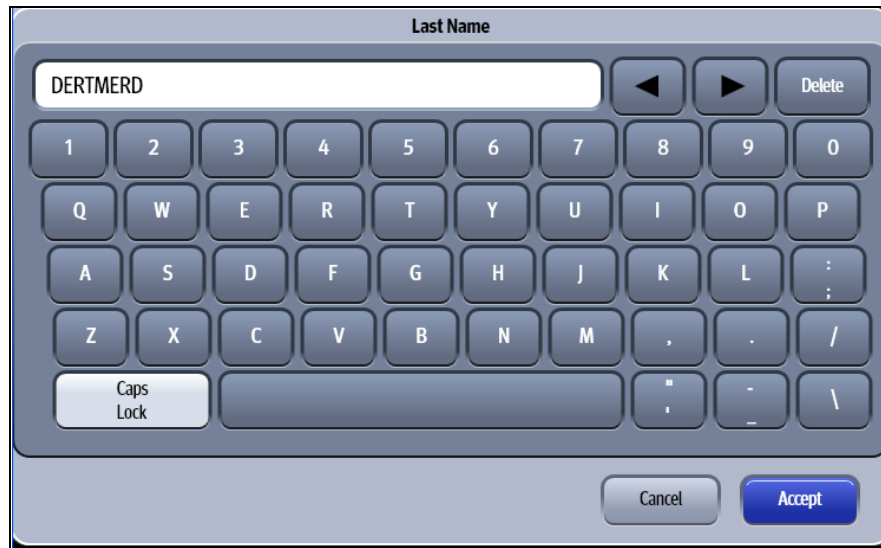 Last Name
DERTMERD
◄ ► Delete
1 2 3 4 5 6 7 8 9 0
Q W E R T Y U I O P
A S D F G H J K L :
;
Z X C V B N M , . /
Caps
Lock
" - \
' _
Cancel Accept